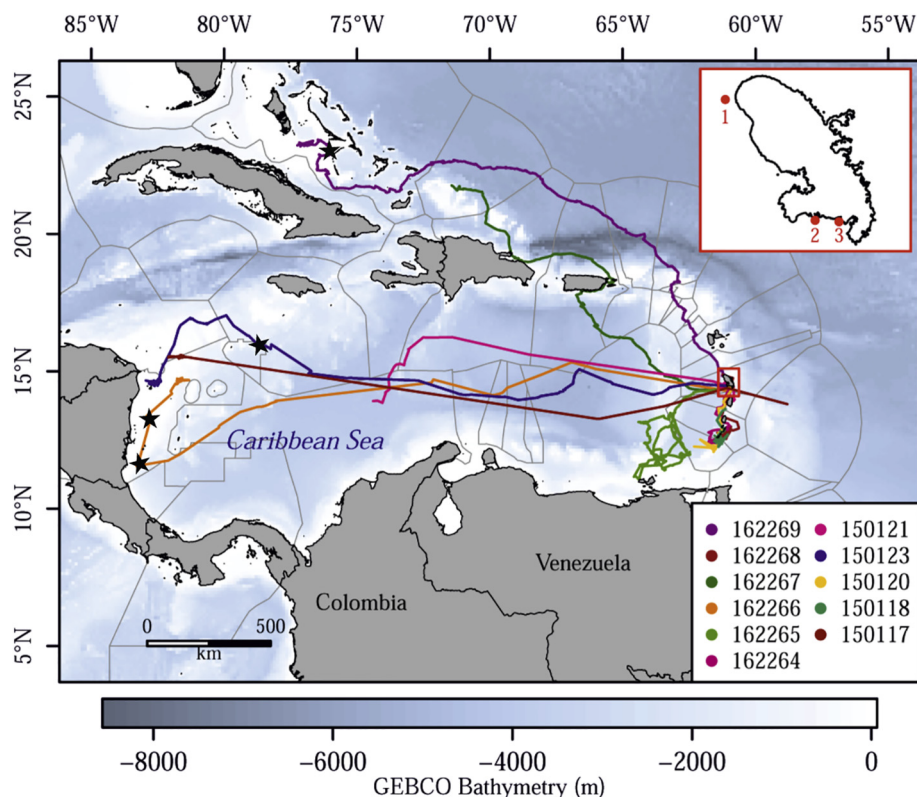 85°W 80°W 75°W 70°W 65°W 60°W 55°W
25°N
20°N
15°N
10°N
5°N
1
2 3
Caribbean Sea
Venezuela
Colombia
0 500
km
162269 150121
162268 150123
162267 150120
162266 150118
162265 150117
162264
−8000 −6000 −4000 −2000 0
GEBCO Bathymetry (m)